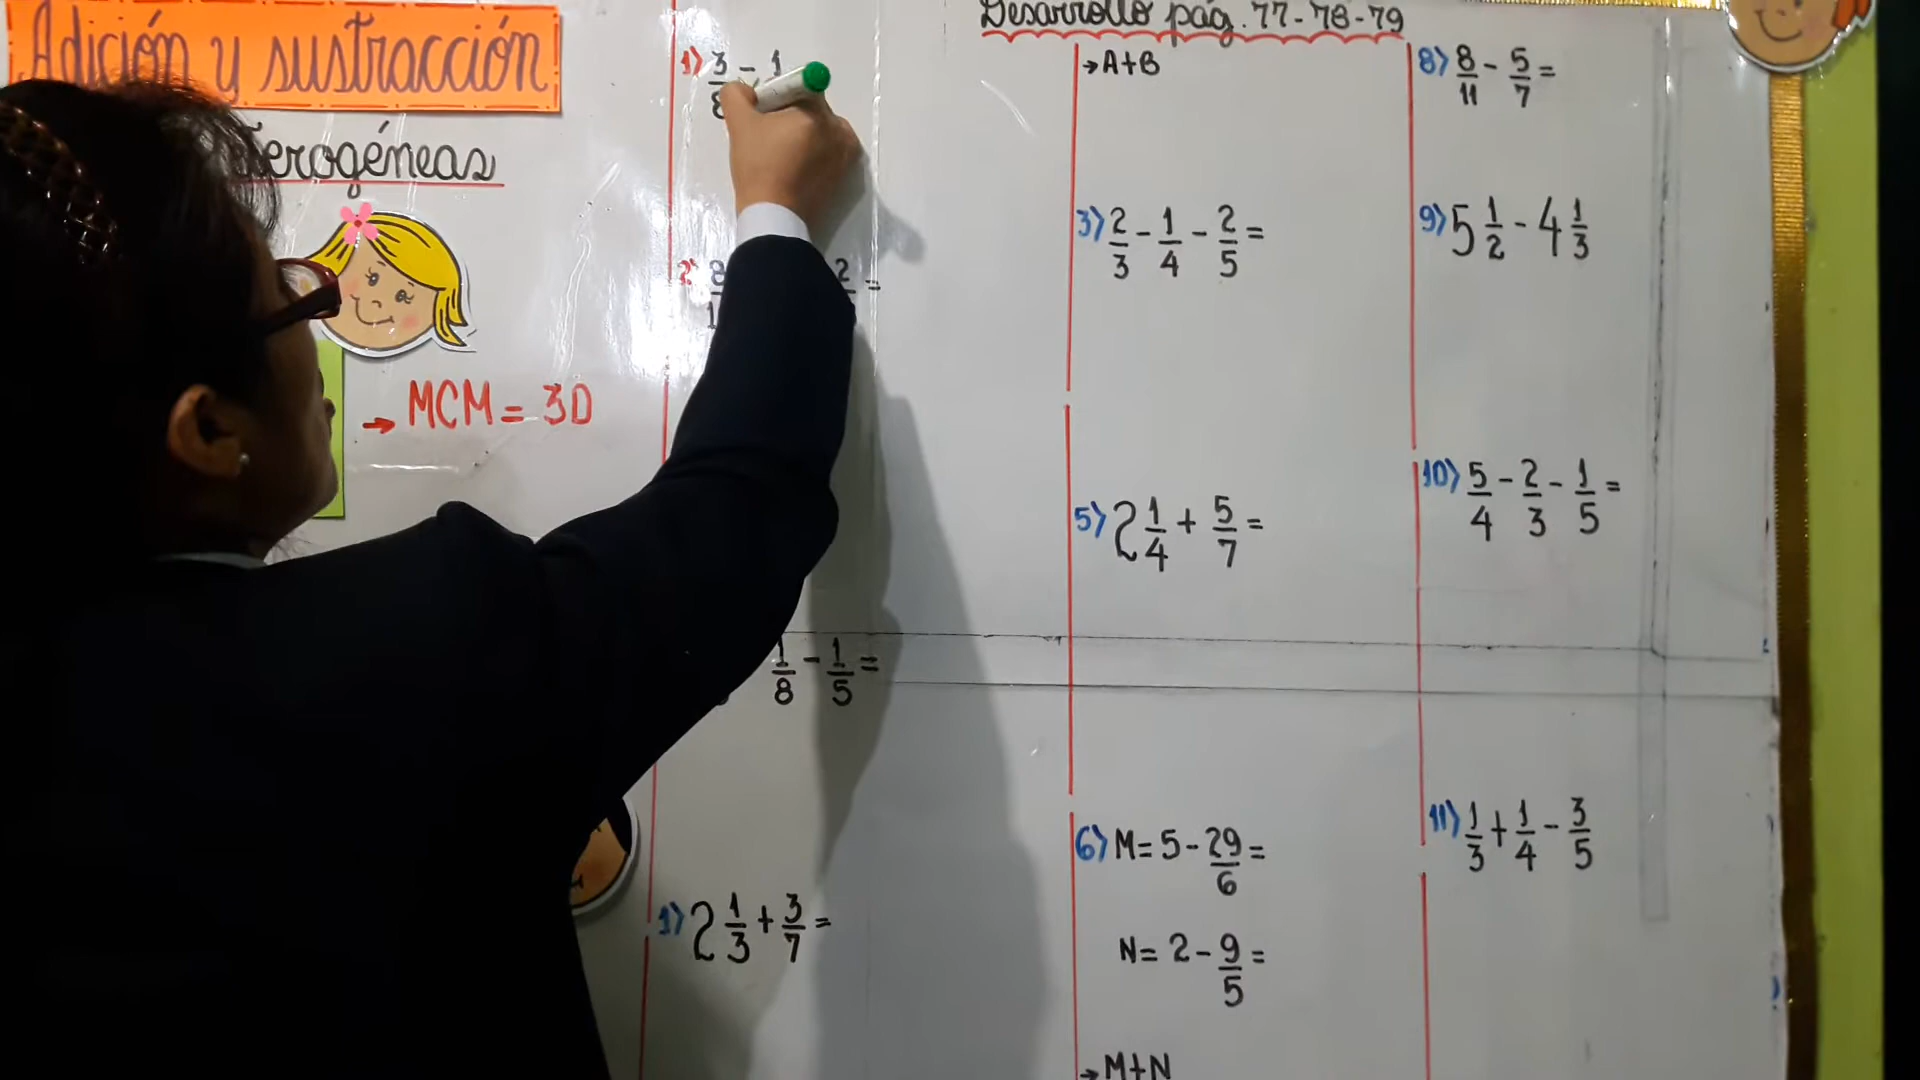 Adición y sustracción
terogéneas
→ MCM = 30
1) 3/8 - 1
2) 8/1 2/ =
1/8 - 1/5 =
1) 2 1/3 + 3/7 =
Desarrollo pág. 77-78-79
→ A+B
3) 2/3 - 1/4 - 2/5 =
5) 2 1/4 + 5/7 =
6) M = 5 - 29/6 =
N = 2 - 9/5 =
→ M+N
8) 8/11 - 5/7 =
9) 5 1/2 - 4 1/3
10) 5/4 - 2/3 - 1/5 =
11) 1/3 + 1/4 - 3/5